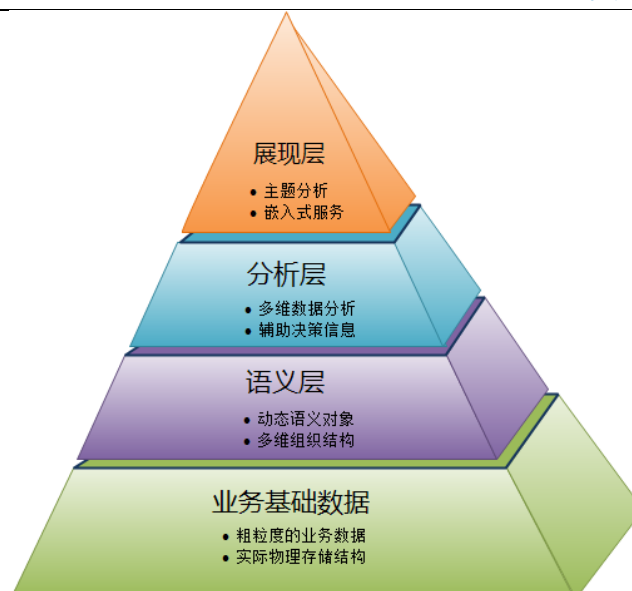 展现层
• 主题分析
• 嵌入式服务
分析层
• 多维数据分析
• 辅助决策信息
语义层
• 动态语义对象
• 多维组织结构
业务基础数据
• 粗粒度的业务数据
• 实际物理存储结构